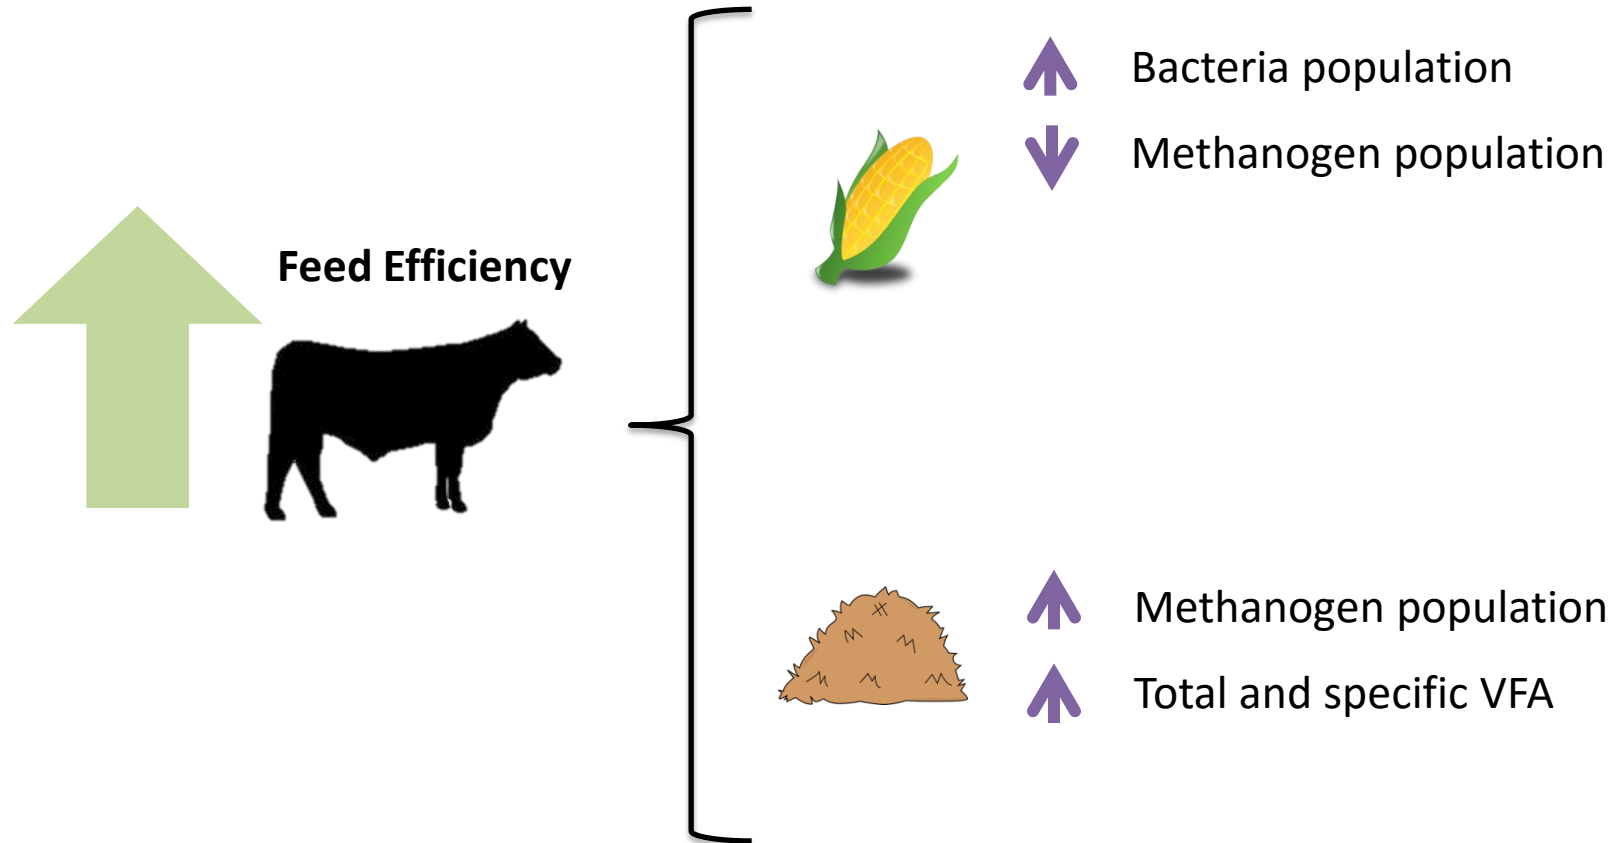 Feed Efficiency
Bacteria population
Methanogen population
Methanogen population
Total and specific VFA